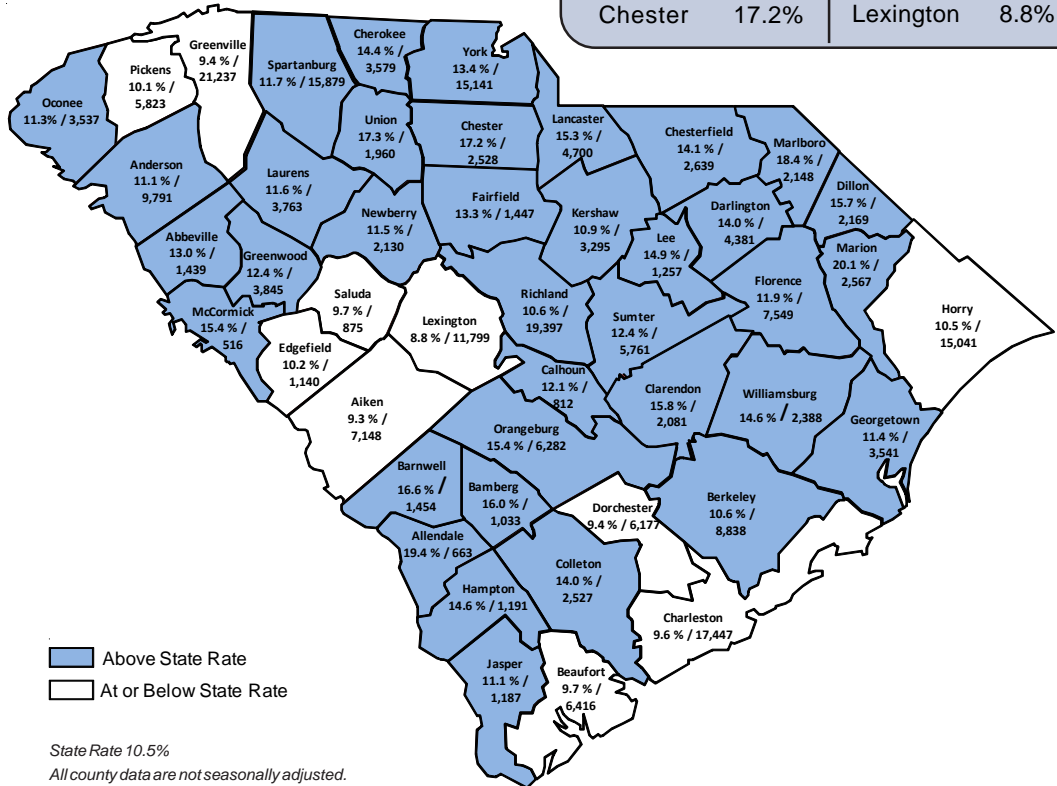 Chester 17.2% Lexington 8.8%
Cherokee
14.4 % /
3,579
York
13.4 % /
15,141
Greenville
9.4 % /
21,237
Spartanburg
11.7 % / 15,879
Pickens
10.1 % /
5,823
Oconee
11.3% / 3,537
Union
17.3 %
1,960
Chester
17.2 % /
2,528
Lancaster
15.3 % /
4,700
Chesterfield
14.1 % /
2,639
Marlboro
18.4 % /
2,148
Anderson
11.1 % /
9,791
Laurens
11.6 % /
3,763
Dillon
15.7 % /
2,169
Fairfield
13.3 % / 1,447
Newberry
11.5 % /
2,130
Kershaw
10.9 % /
3,295
Darlington
14.0 % /
4,381
Abbeville
13.0 % /
1,439
Greenwood
12.4 % /
3,845
Lee
14.9 % /
1,257
Marion
20.1 % /
2,567
Florence
11.9 % /
7,549
Saluda
9.7 % /
875
Richland
10.6 % /
19,397
McCormick
15.4 % /
516
Lexington
8.8 % / 11,799
Sumter
12.4 % /
5,761
Horry
10.5 % /
15,041
Edgefield
10.2 % /
1,140
Calhoun
12.1 % /
812
Clarendon
15.8 % /
2,081
Williamsburg
14.6 % / 2,388
Aiken
9.3 % /
7,148
Georgetown
11.4 % /
3,541
Orangeburg
15.4 % / 6,282
Barnwell
16.6 % /
1,454
Bamberg
16.0 % /
1,033
Dorchester
9.4 % / 6,177
Berkeley
10.6 % /
8,838
Allendale
19.4 % / 663
Colleton
14.0 % /
2,527
Hampton
14.6 % / 1,191
Charleston
9.6 % / 17,447
Jasper
11.1 % /
1,187
Beaufort
9.7 % /
6,416
Above State Rate
At or Below State Rate
State Rate 10.5%
All county data are not seasonally adjusted.